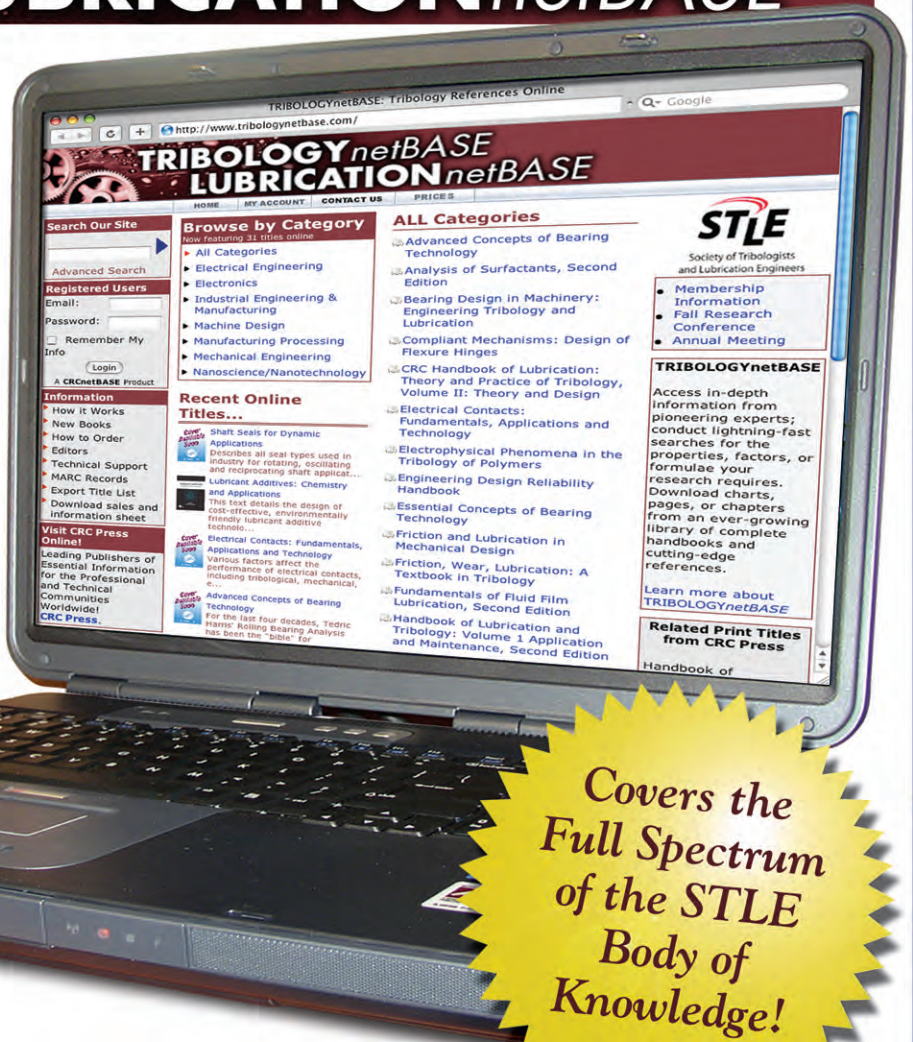 LUBRICATIONnetBASE
TRIBOLOGYnetBASE: Tribology References Online
http://www.tribologynetbase.com/
Google
TRIBOLOGYnetBASE
LUBRICATIONnetBASE
HOME
MY ACCOUNT
CONTACT US
PRICES
Search Our Site
Advanced Search
Registered Users
Email:
Password:
Remember My
Info
Login
A CRCnetBASE Product
Information
How it Works
New Books
How to Order
Editors
Technical Support
MARC Records
Export Title List
Download sales and
information sheet
Visit CRC Press
Online!
Leading Publishers of
Essential Information
for the Professional
and Technical
Communities
Worldwide!
CRC Press.
Browse by Category
Now featuring 31 titles online
All Categories
Electrical Engineering
Electronics
Industrial Engineering &
Manufacturing
Machine Design
Manufacturing Processing
Mechanical Engineering
Nanoscience/Nanotechnology
Recent Online
Titles...
Cover
Available
Soon
Shaft Seals for Dynamic
Applications
Describes all seal types used in
industry for rotating, oscillating
and reciprocating shaft applicat...
Lubricant Additives: Chemistry
and Applications
This text details the design of
cost-effective, environmentally
friendly lubricant additive
technolo...
Cover
Available
Soon
Electrical Contacts: Fundamentals,
Applications and Technology
Various factors affect the
performance of electrical contacts,
including tribological, mechanical,
e...
Cover
Available
Soon
Advanced Concepts of Bearing
Technology
For the last four decades, Tedric
Harris' Rolling Bearing Analysis
has been the "bible" for
ALL Categories
Advanced Concepts of Bearing
Technology
Analysis of Surfactants, Second
Edition
Bearing Design in Machinery:
Engineering Tribology and
Lubrication
Compliant Mechanisms: Design of
Flexure Hinges
CRC Handbook of Lubrication:
Theory and Practice of Tribology,
Volume II: Theory and Design
Electrical Contacts:
Fundamentals, Applications and
Technology
Electrophysical Phenomena in the
Tribology of Polymers
Engineering Design Reliability
Handbook
Essential Concepts of Bearing
Technology
Friction and Lubrication in
Mechanical Design
Friction, Wear, Lubrication: A
Textbook in Tribology
Fundamentals of Fluid Film
Lubrication, Second Edition
Handbook of Lubrication and
Tribology: Volume 1 Application
and Maintenance, Second Edition
STLE
Society of Tribologists
and Lubrication Engineers
Membership
Information
Fall Research
Conference
Annual Meeting
TRIBOLOGYnetBASE
Access in-depth
information from
pioneering experts;
conduct lightning-fast
searches for the
properties, factors, or
formulae your
research requires.
Download charts,
pages, or chapters
from an ever-growing
library of complete
handbooks and
cutting-edge
references.
Learn more about
TRIBOLOGYnetBASE
Related Print Titles
from CRC Press
Handbook of
Covers the
Full Spectrum
of the STLE
Body of
Knowledge!